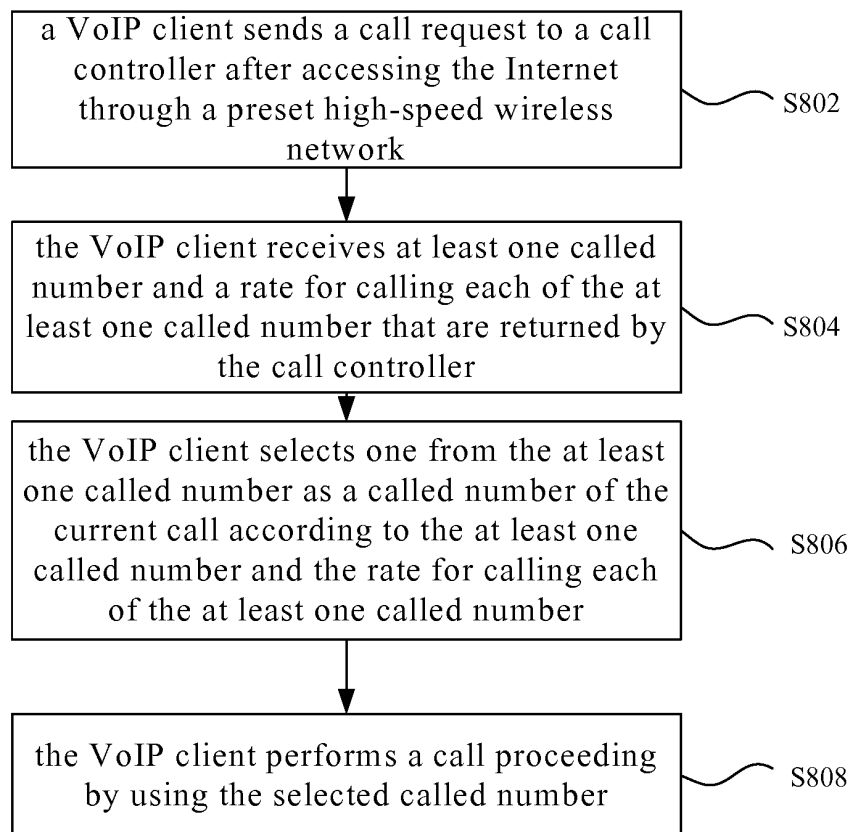 a VoIP client sends a call request to a call
controller after accessing the Internet
through a preset high-speed wireless
network
S802
the VoIP client receives at least one called
number and a rate for calling each of the at
least one called number that are returned by
the call controller
S804
the VoIP client selects one from the at least
one called number as a called number of the
current call according to the at least one
called number and the rate for calling each
of the at least one called number
S806
the VoIP client performs a call proceeding
by using the selected called number
S808